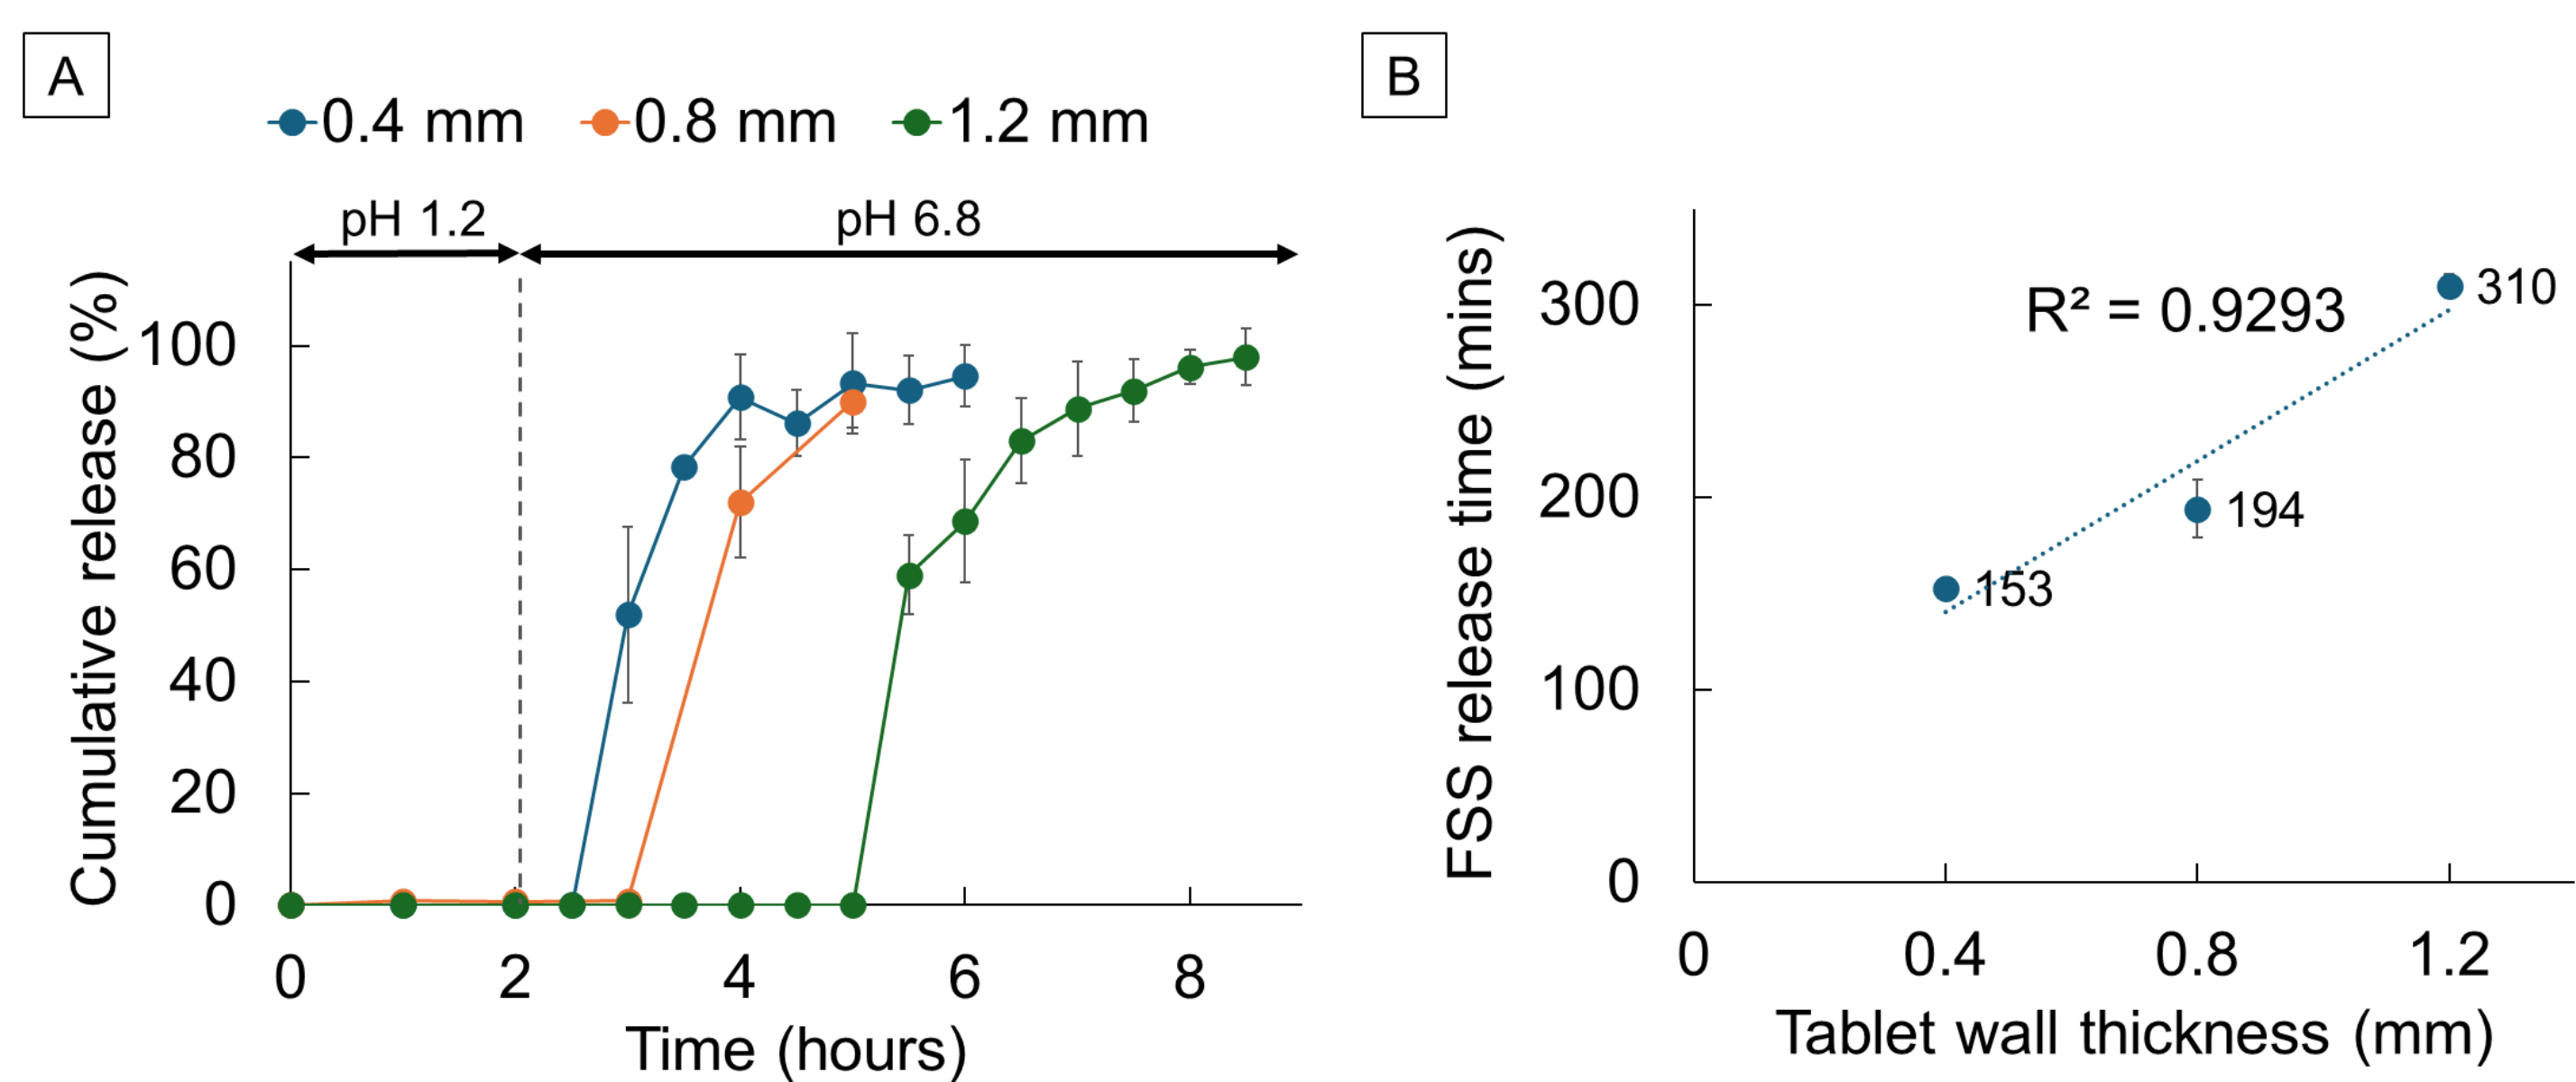 A
0.4 mm 0.8 mm 1.2 mm
pH 1.2 pH 6.8
Cumulative release (%)
100
80
60
40
20
0
0 2 4 6 8
Time (hours)
B
FSS release time (mins)
300
200
100
0
R² = 0.9293
310
194
153
0 0.4 0.8 1.2
Tablet wall thickness (mm)